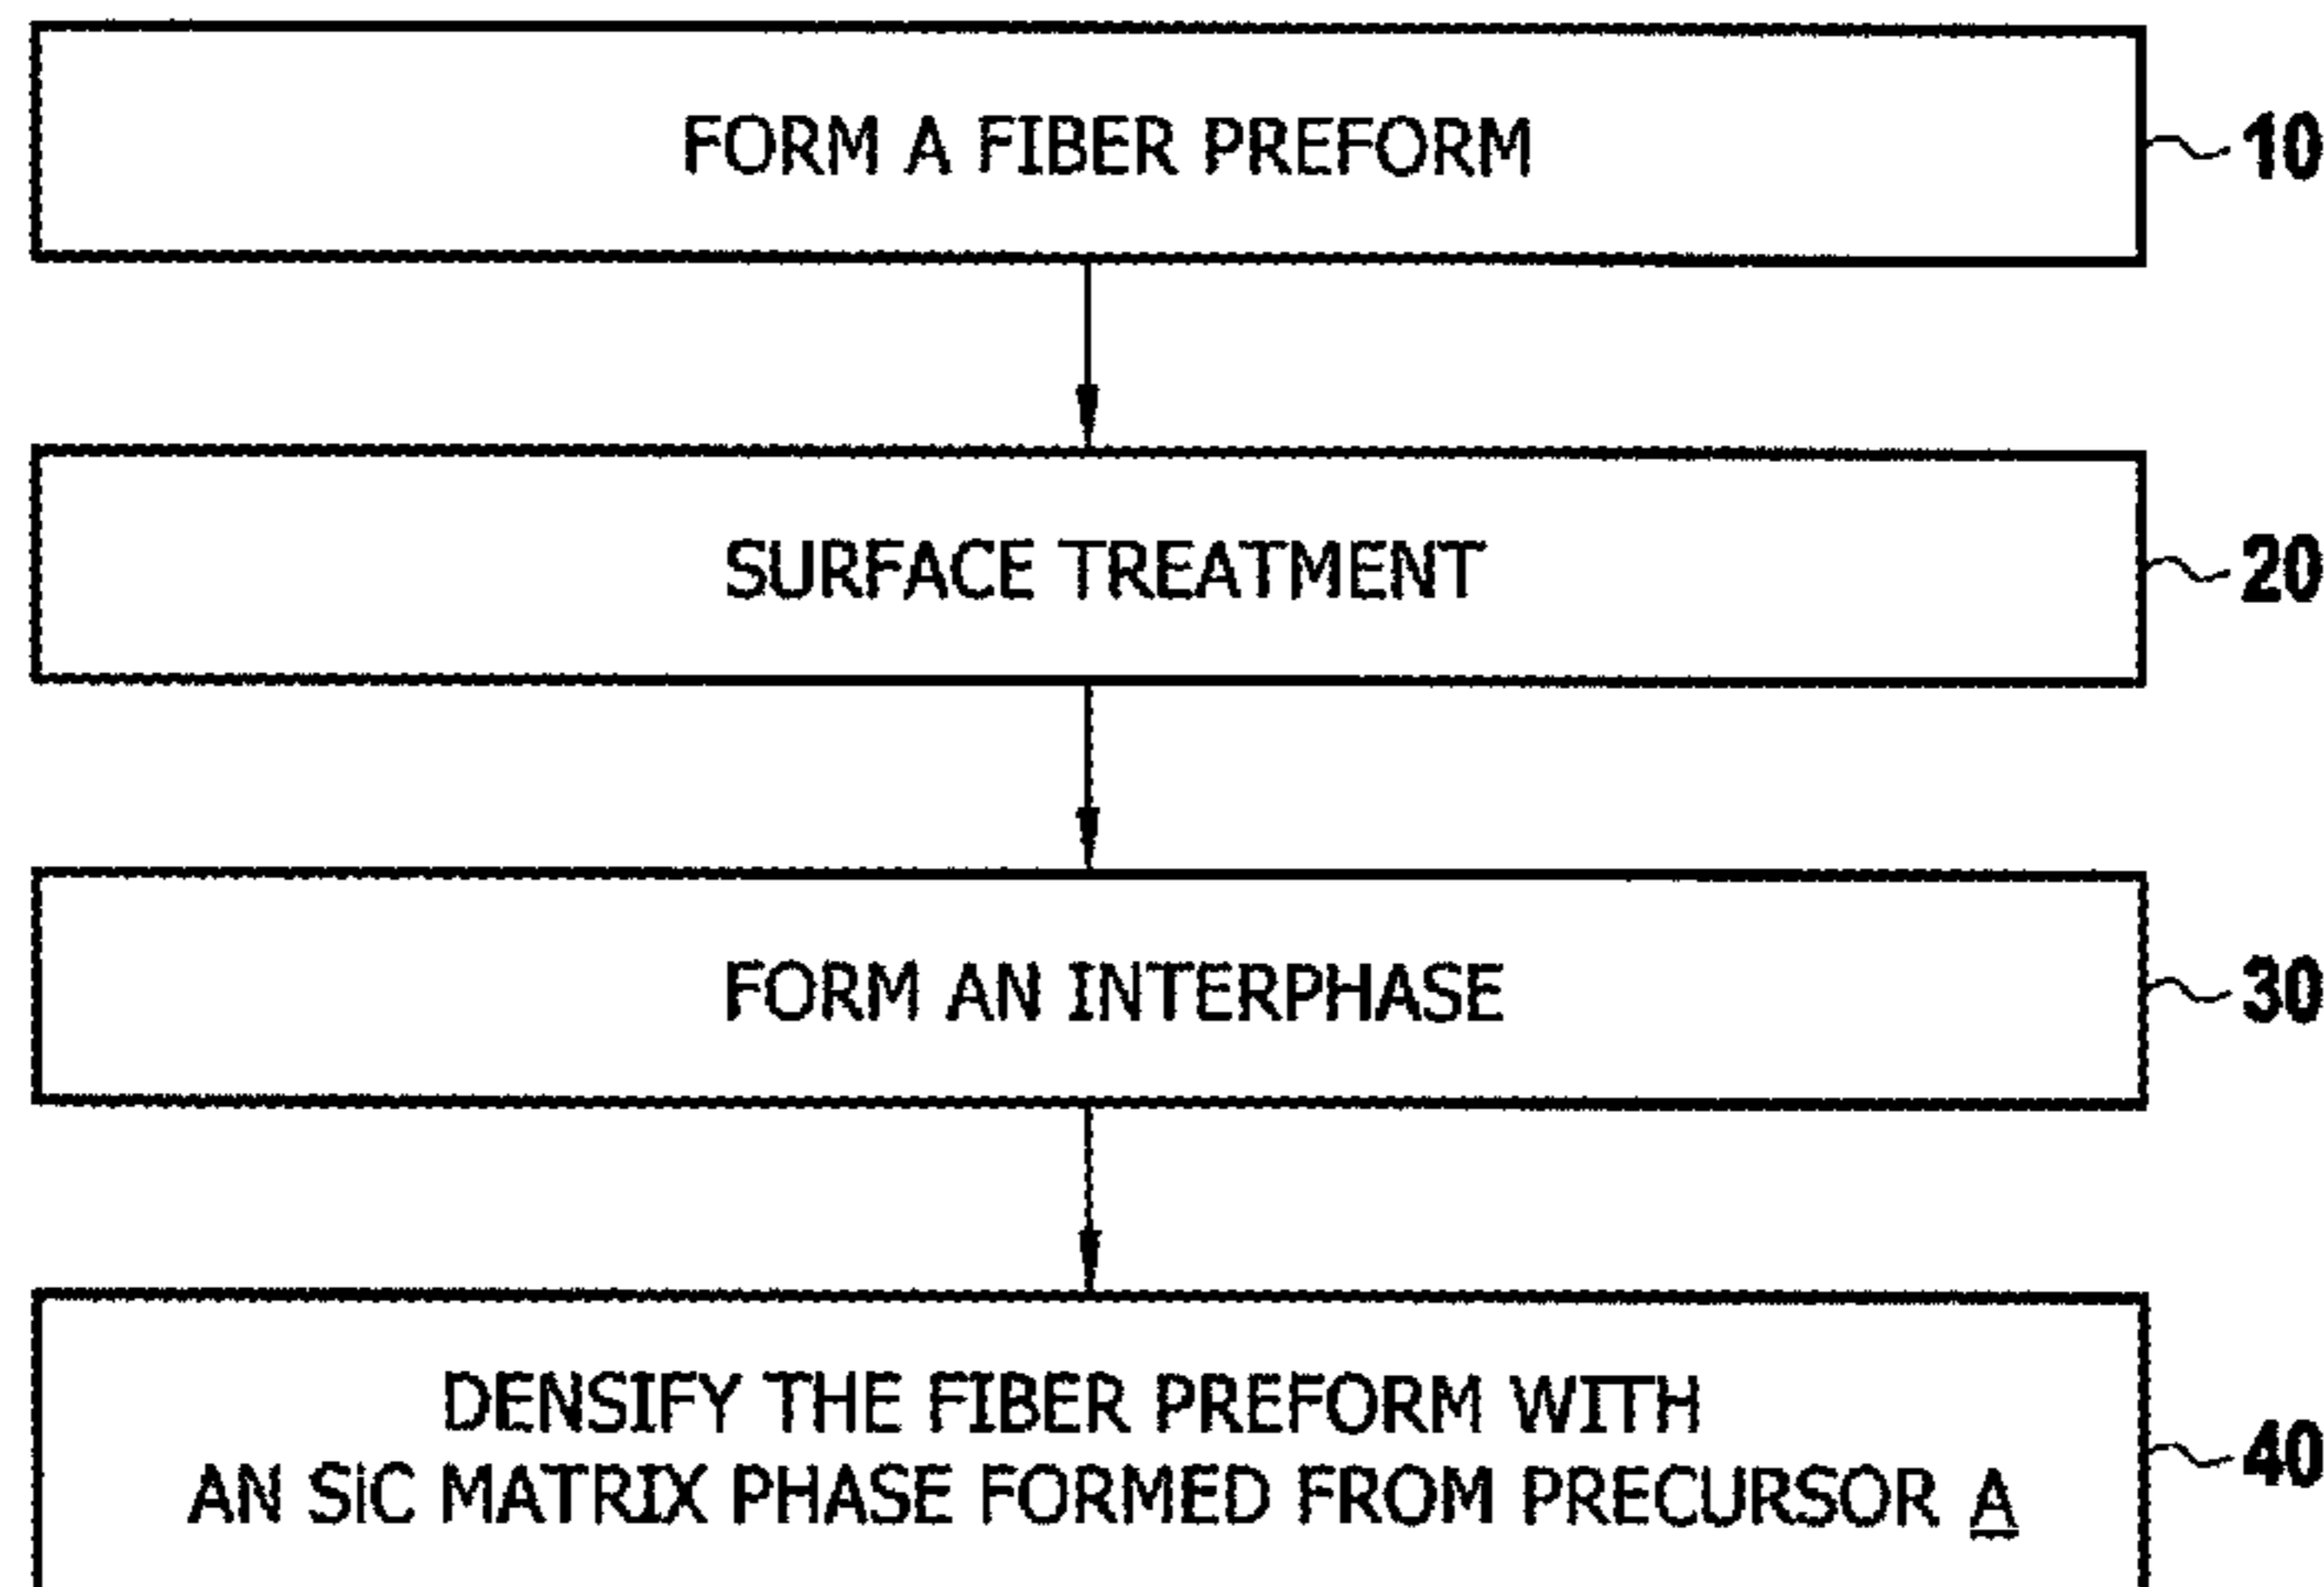 FORM A FIBER PREFORM
10
SURFACE TREATMENT
20
FORM AN INTERPHASE
30
DENSIFY THE FIBER PREFORM WITH
AN SiC MATRIX PHASE FORMED FROM PRECURSOR A
40